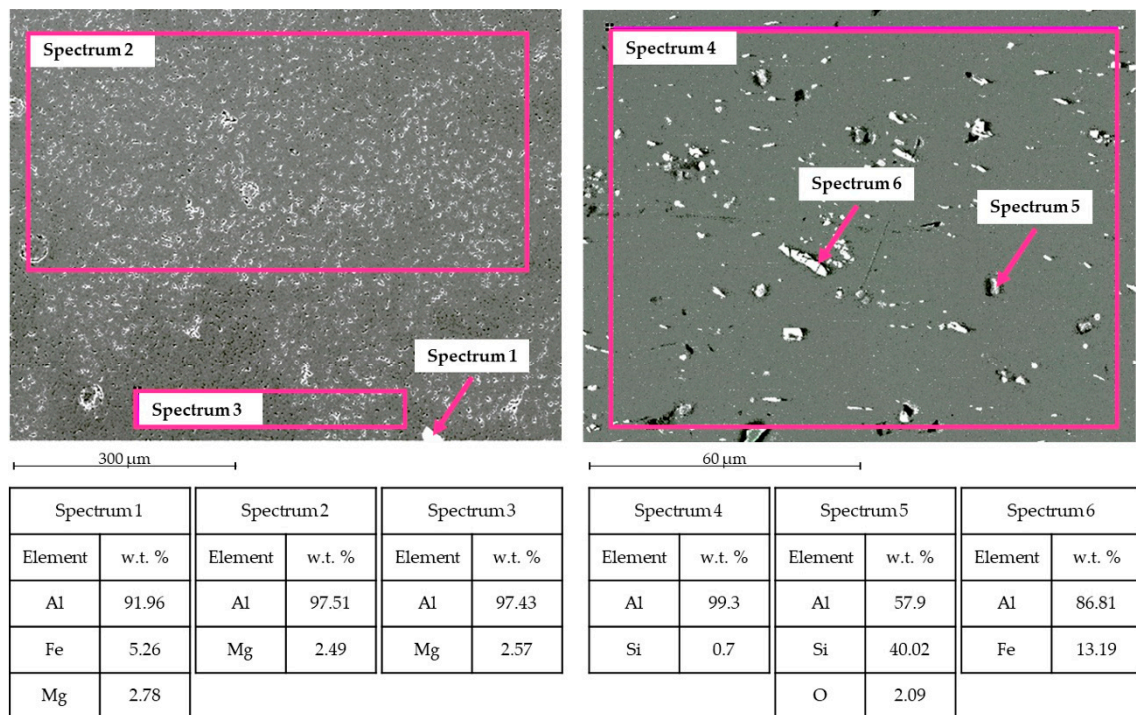 Spectrum 2
Spectrum 4
Spectrum 6
Spectrum 5
Spectrum 1
Spectrum 3
300 µm
60 µm
Spectrum 1 Spectrum 2 Spectrum 3 Spectrum 4 Spectrum 5 Spectrum 6
Element w.t. % Element w.t. % Element w.t. % Element w.t. % Element w.t. % Element w.t. %
Al 91.96 Al 97.51 Al 97.43 Al 99.3 Al 57.9 Al 86.81
Fe 5.26 Mg 2.49 Mg 2.57 Si 0.7 Si 40.02 Fe 13.19
Mg 2.78 O 2.09